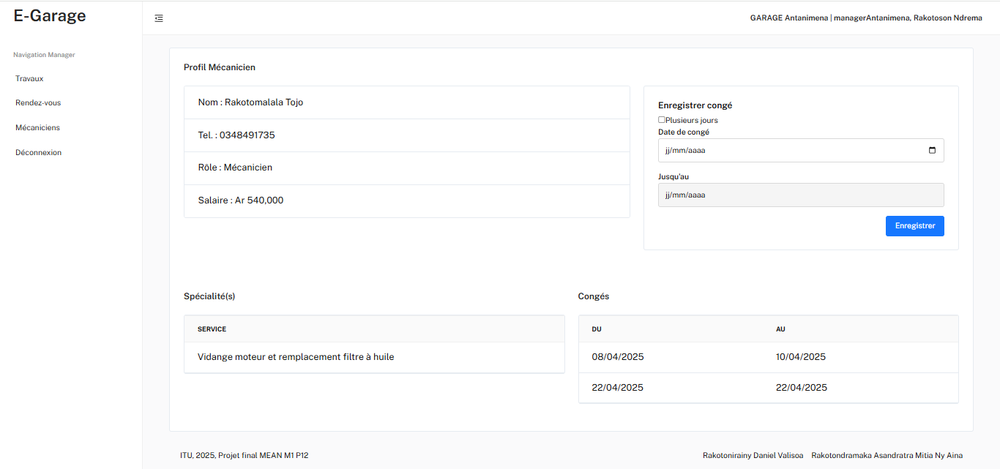 E-Garage
GARAGE Antanimena | managerAntanimena, Rakotoson Ndrema
Navigation Manager
Travaux
Rendez-vous
Mécaniciens
Déconnexion
Profil Mécanicien
Nom : Rakotomalala Tojo
Tel. : 0348491735
Rôle : Mécanicien
Salaire : Ar 540,000
Enregistrer congé
Plusieurs jours
Date de congé
jj/mm/aaaa
Jusqu'au
jj/mm/aaaa
Enregistrer
Spécialité(s)
SERVICE
Vidange moteur et remplacement filtre à huile
Congés
DU AU
08/04/2025 10/04/2025
22/04/2025 22/04/2025
ITU, 2025, Projet final MEAN M1 P12
Rakotonirainy Daniel Valisoa Rakotondramaka Asandratra Mitia Ny Aina